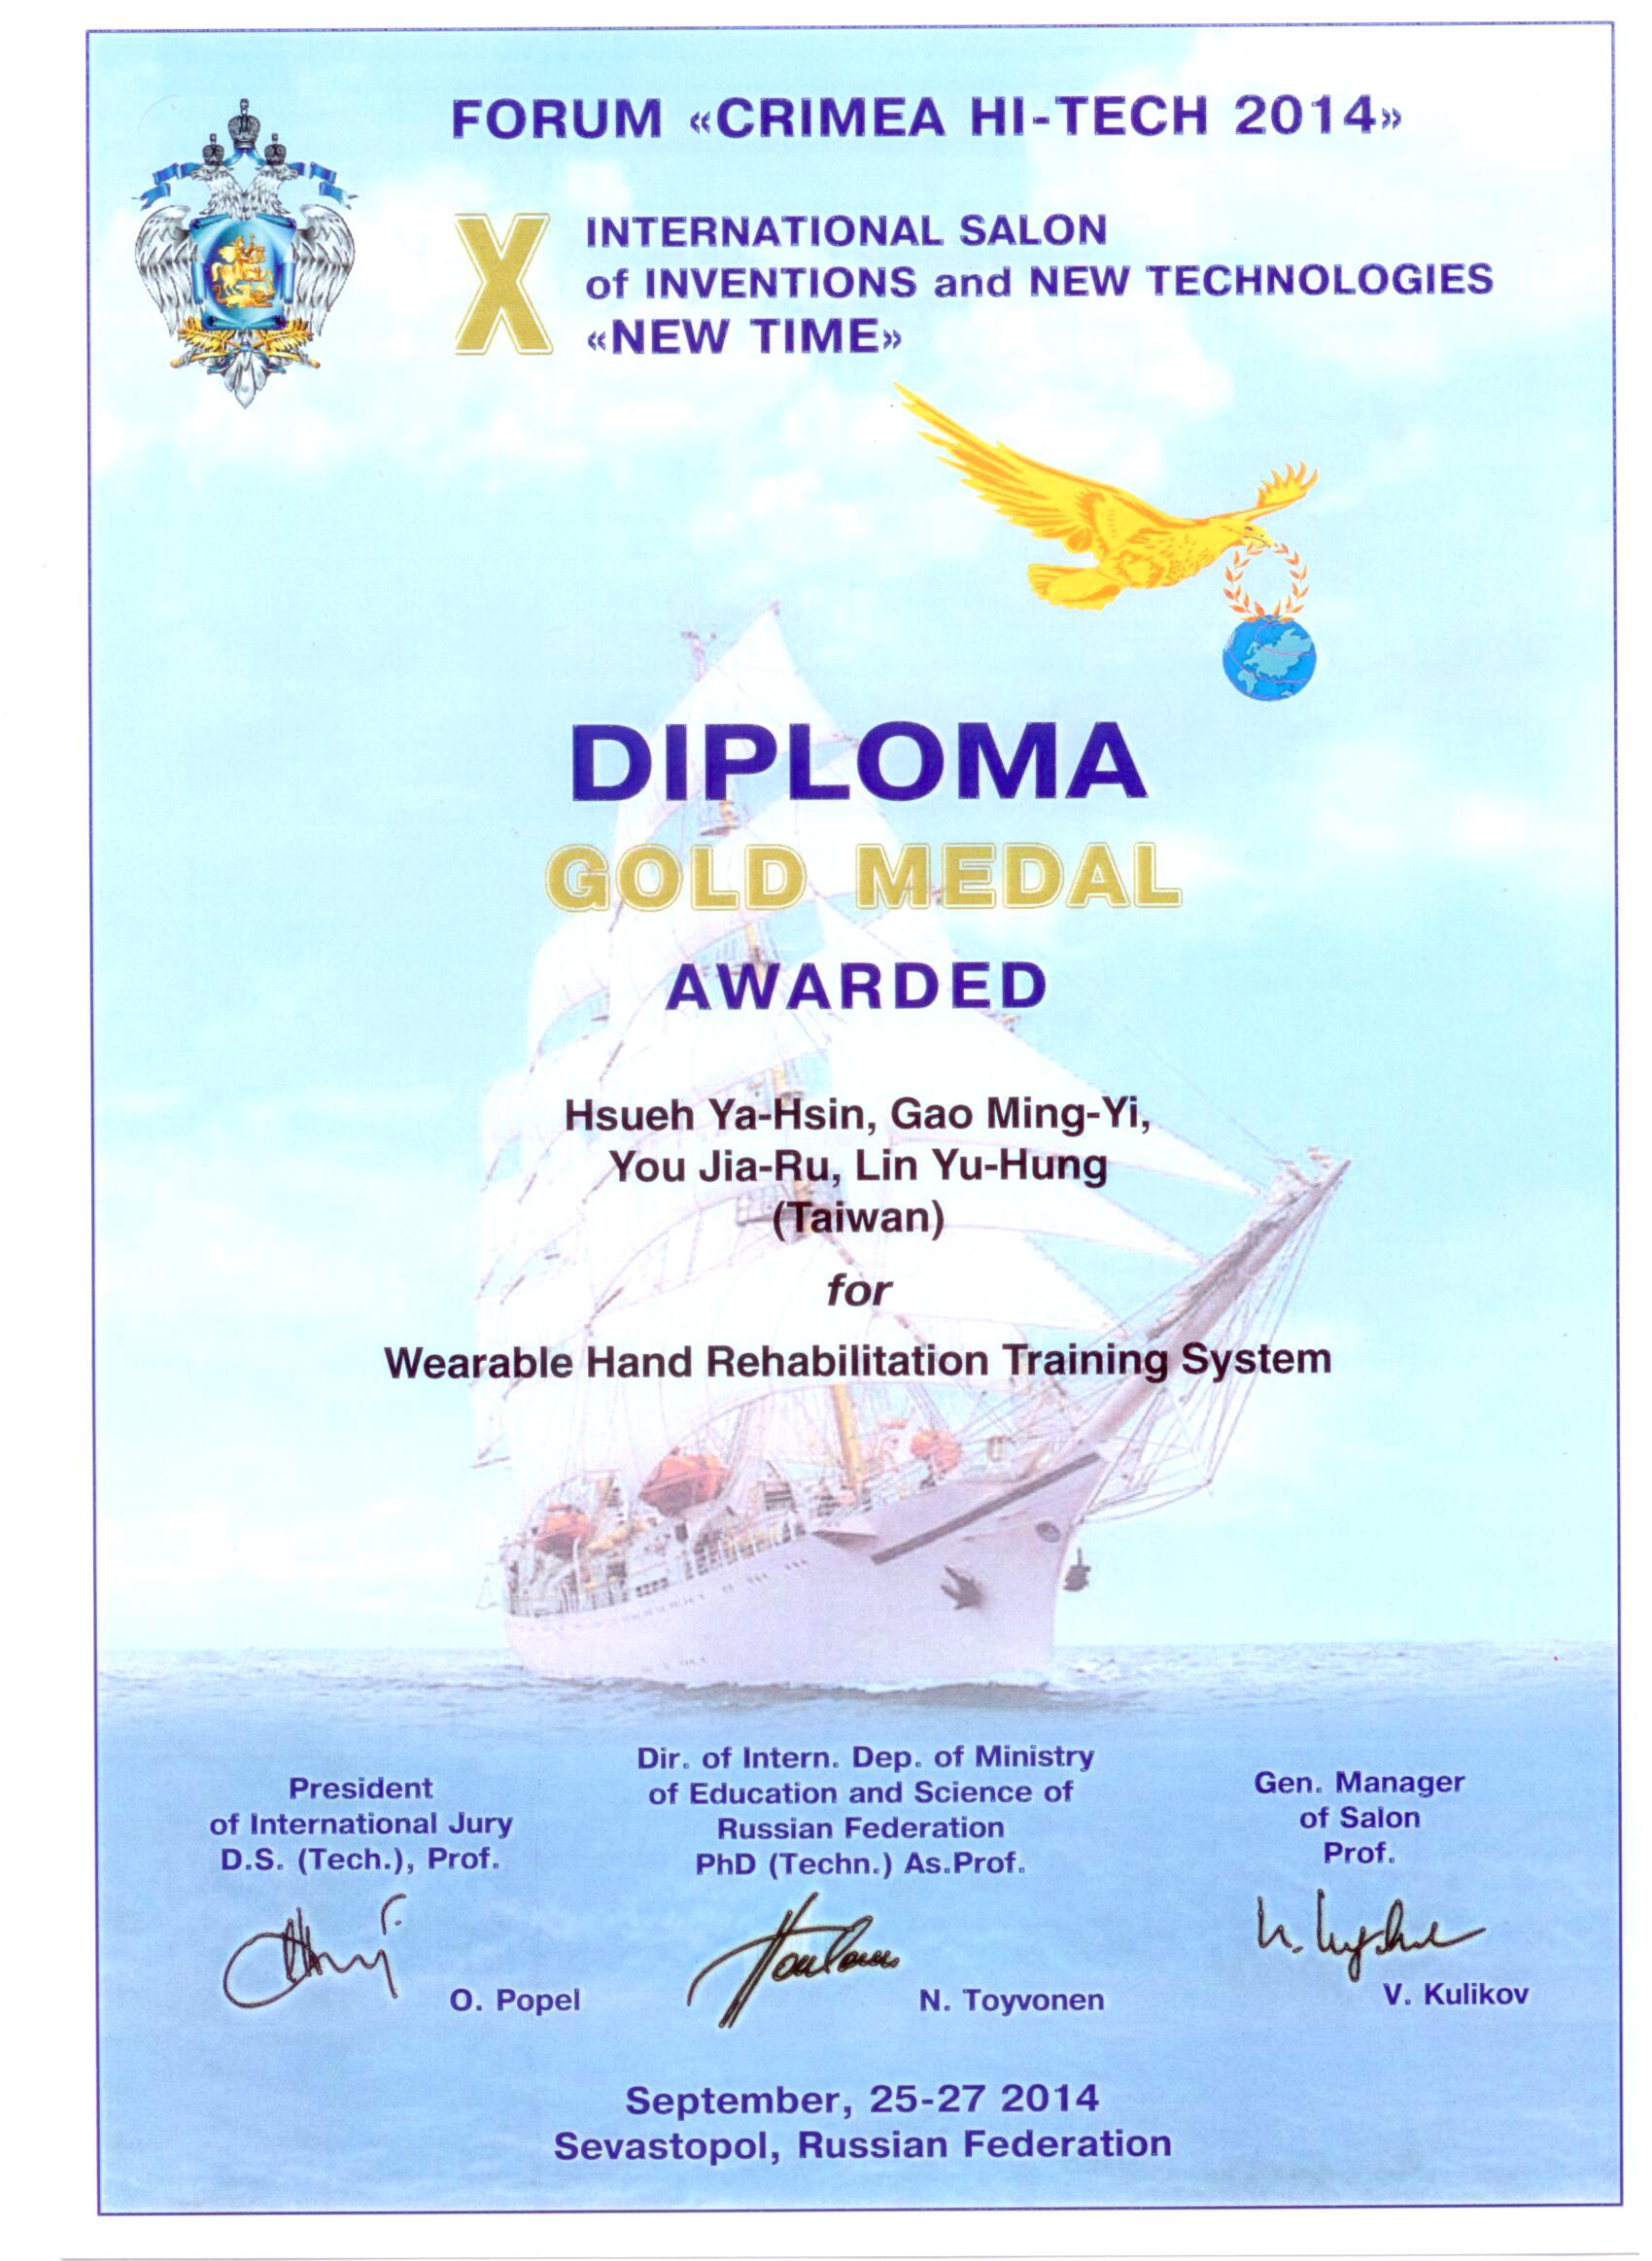 FORUM «CRIMEA HI-TECH 2014»
X
INTERNATIONAL SALON
of INVENTIONS and NEW TECHNOLOGIES
«NEW TIME»
DIPLOMA
GOLD MEDAL
AWARDED
Hsueh Ya-Hsin, Gao Ming-Yi,
You Jia-Ru, Lin Yu-Hung
(Taiwan)
for
Wearable Hand Rehabilitation Training System
President
of International Jury
D.S. (Tech.), Prof.
O. Popel
Dir. of Intern. Dep. of Ministry
of Education and Science of
Russian Federation
PhD (Techn.) As.Prof.
N. Toyvonen
Gen. Manager
of Salon
Prof.
V. Kulikov
September, 25-27 2014
Sevastopol, Russian Federation